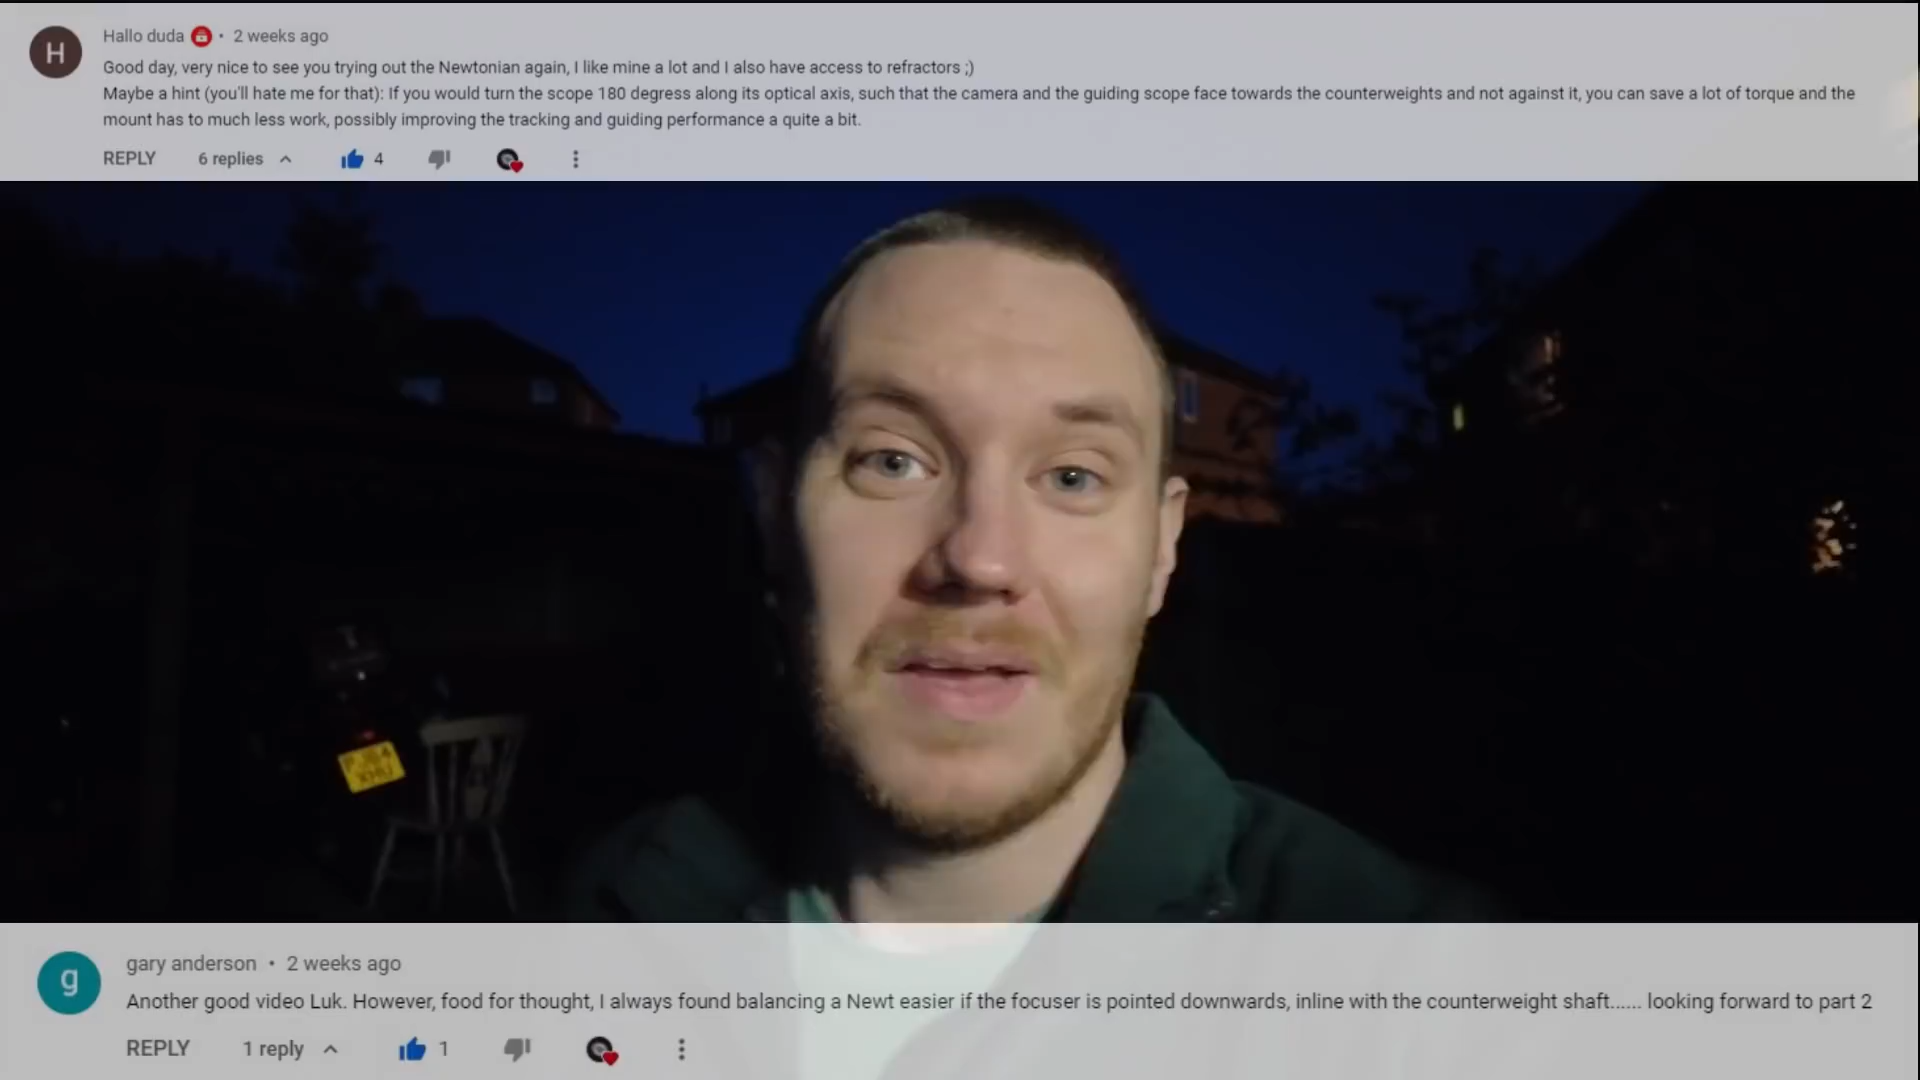 H
Hallo duda • 2 weeks ago
Good day, very nice to see you trying out the Newtonian again, I like mine a lot and I also have access to refractors ;)
Maybe a hint (you'll hate me for that): If you would turn the scope 180 degress along its optical axis, such that the camera and the guiding scope face towards the counterweights and not against it, you can save a lot of torque and the
mount has to much less work, possibly improving the tracking and guiding performance a quite a bit.
REPLY 6 replies 4
g
gary anderson • 2 weeks ago
Another good video Luk. However, food for thought, I always found balancing a Newt easier if the focuser is pointed downwards, inline with the counterweight shaft...... looking forward to part 2
REPLY 1 reply 1